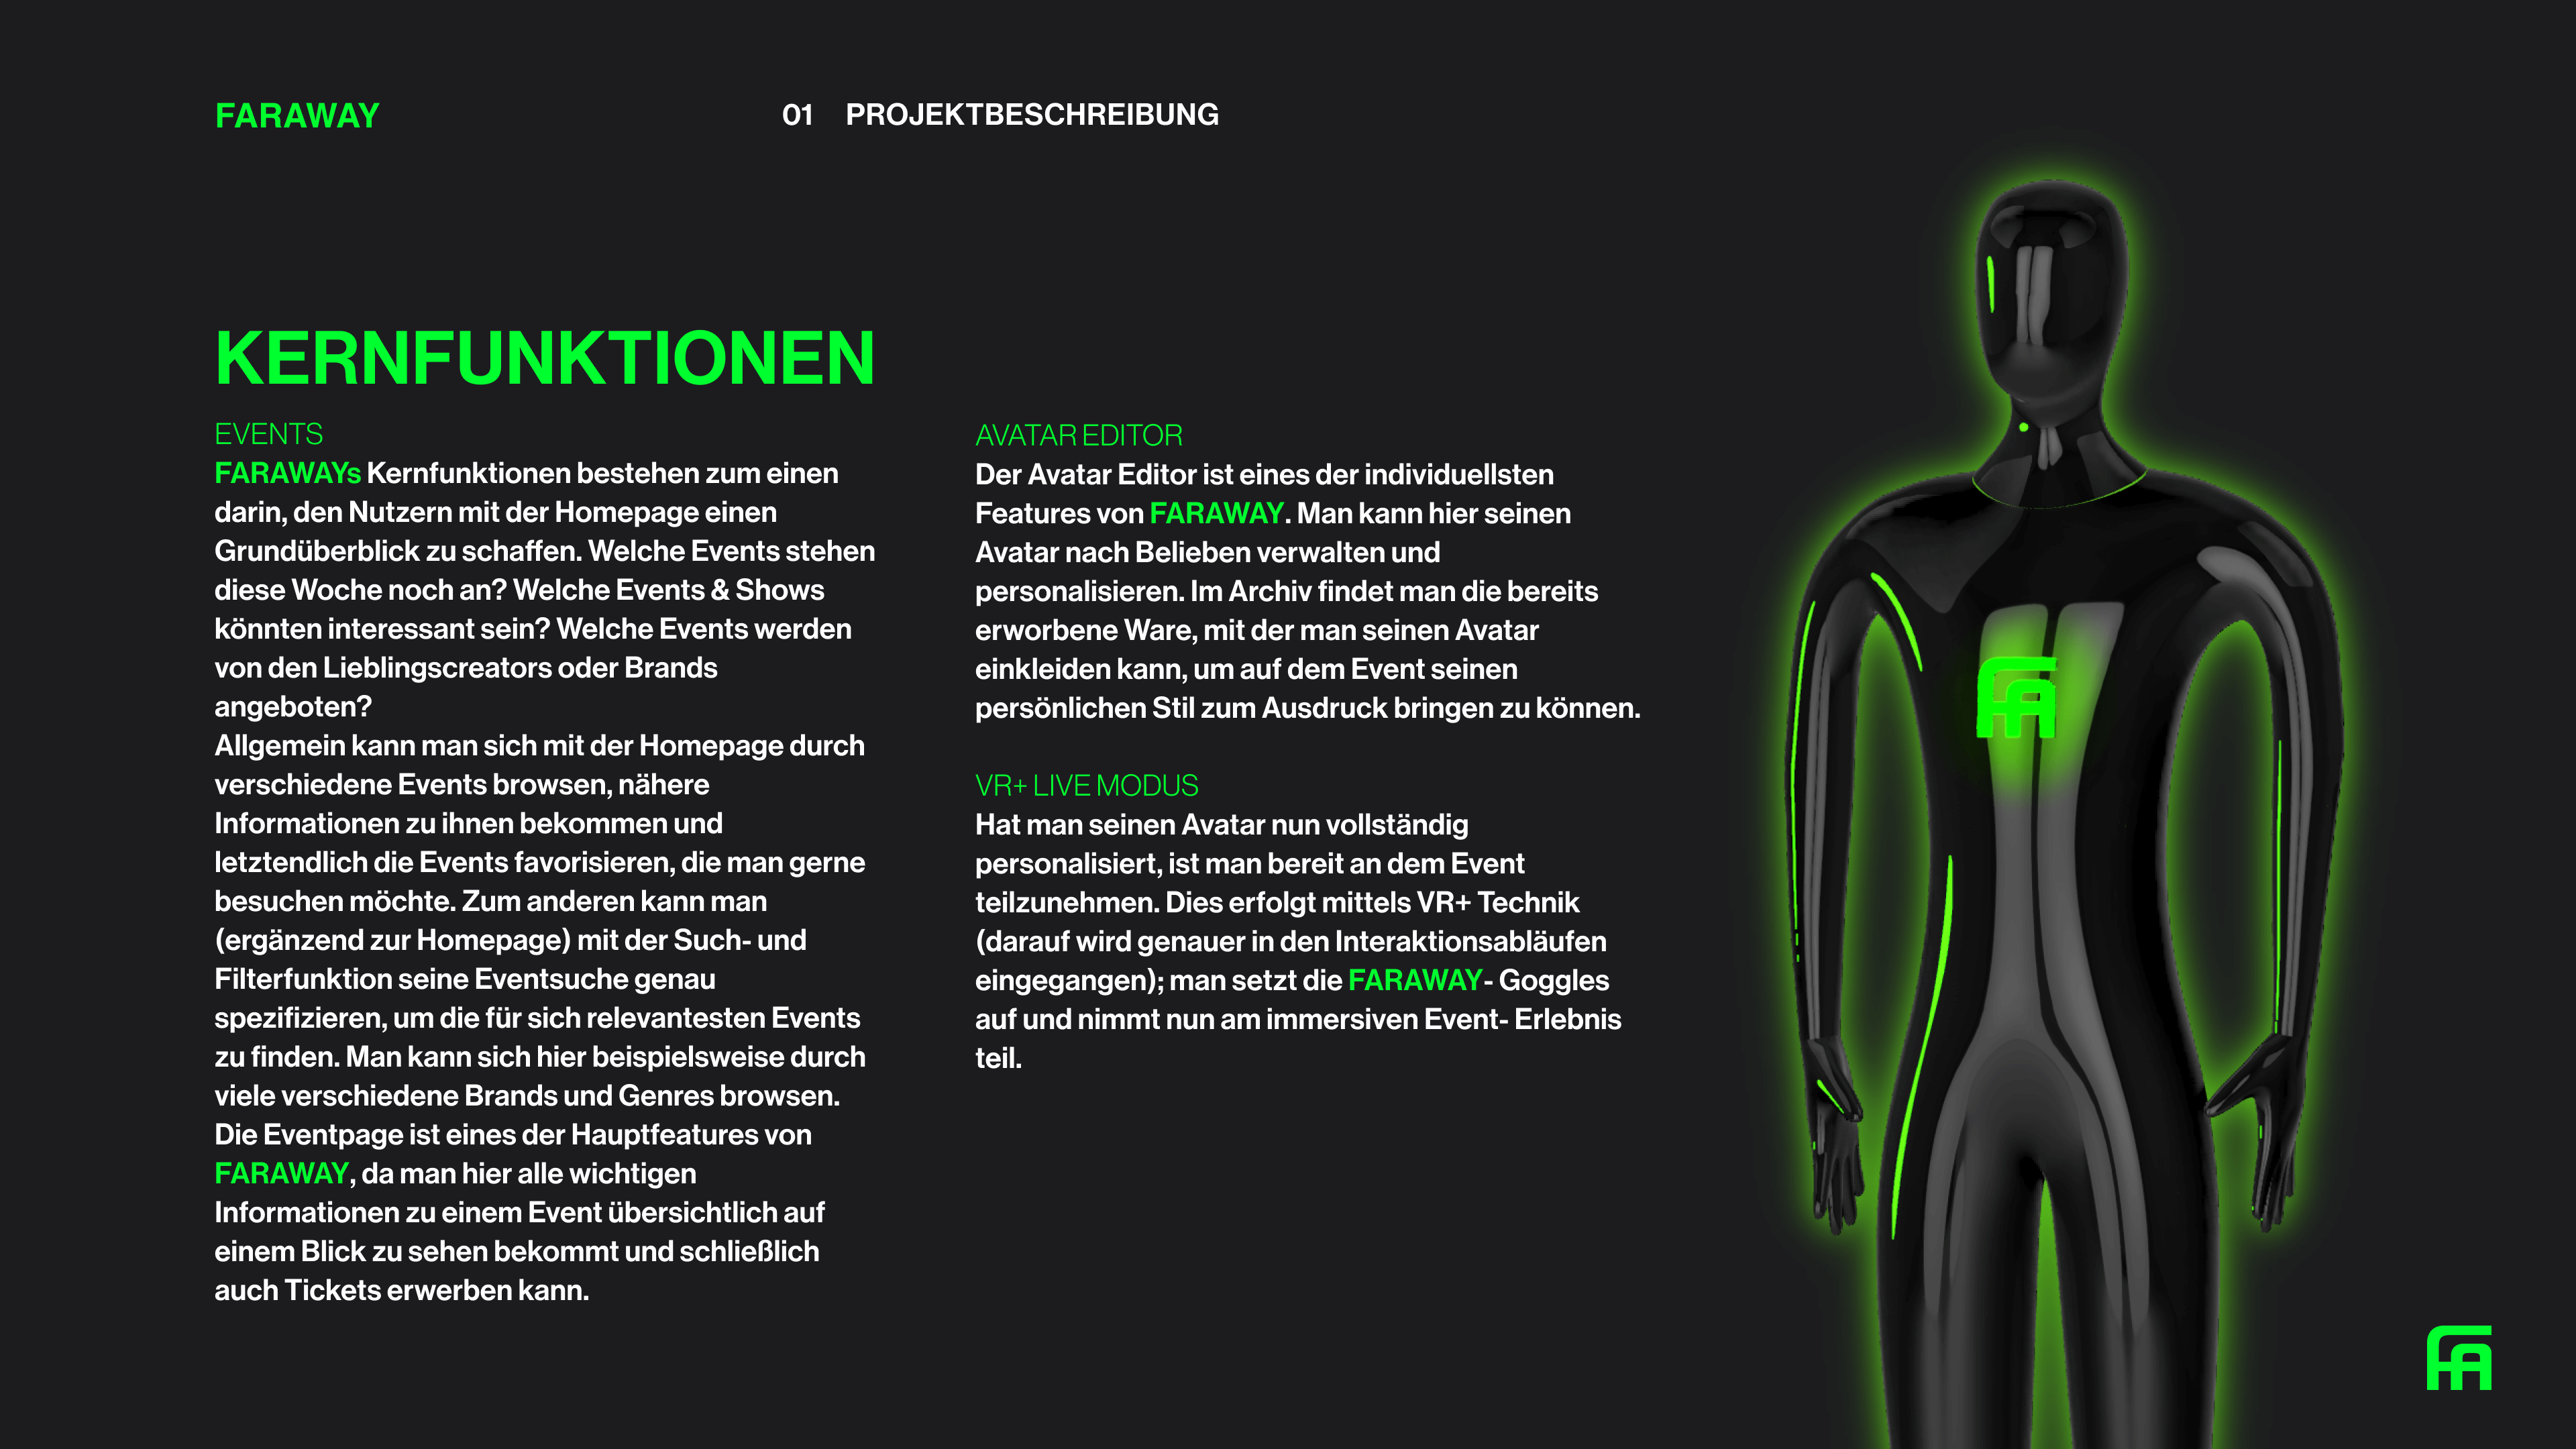 FARAWAY
01 PROJEKTBESCHREIBUNG
KERNFUNKTIONEN
EVENTS
FARAWAYs Kernfunktionen bestehen zum einen
darin, den Nutzern mit der Homepage einen
Grundüberblick zu schaffen. Welche Events stehen
diese Woche noch an? Welche Events & Shows
könnten interessant sein? Welche Events werden
von den Lieblingscreators oder Brands
angeboten?
Allgemein kann man sich mit der Homepage durch
verschiedene Events browsen, nähere
Informationen zu ihnen bekommen und
letztendlich die Events favorisieren, die man gerne
besuchen möchte. Zum anderen kann man
(ergänzend zur Homepage) mit der Such- und
Filterfunktion seine Eventsuche genau
spezifizieren, um die für sich relevantesten Events
zu finden. Man kann sich hier beispielsweise durch
viele verschiedene Brands und Genres browsen.
Die Eventpage ist eines der Hauptfeatures von
FARAWAY, da man hier alle wichtigen
Informationen zu einem Event übersichtlich auf
einem Blick zu sehen bekommt und schließlich
auch Tickets erwerben kann.
AVATAR EDITOR
Der Avatar Editor ist eines der individuellsten
Features von FARAWAY. Man kann hier seinen
Avatar nach Belieben verwalten und
personalisieren. Im Archiv findet man die bereits
erworbene Ware, mit der man seinen Avatar
einkleiden kann, um auf dem Event seinen
persönlichen Stil zum Ausdruck bringen zu können.
VR+ LIVE MODUS
Hat man seinen Avatar nun vollständig
personalisiert, ist man bereit an dem Event
teilzunehmen. Dies erfolgt mittels VR+ Technik
(darauf wird genauer in den Interaktionsabläufen
eingegangen); man setzt die FARAWAY- Goggles
auf und nimmt nun am immersiven Event- Erlebnis
teil.
FA
FA